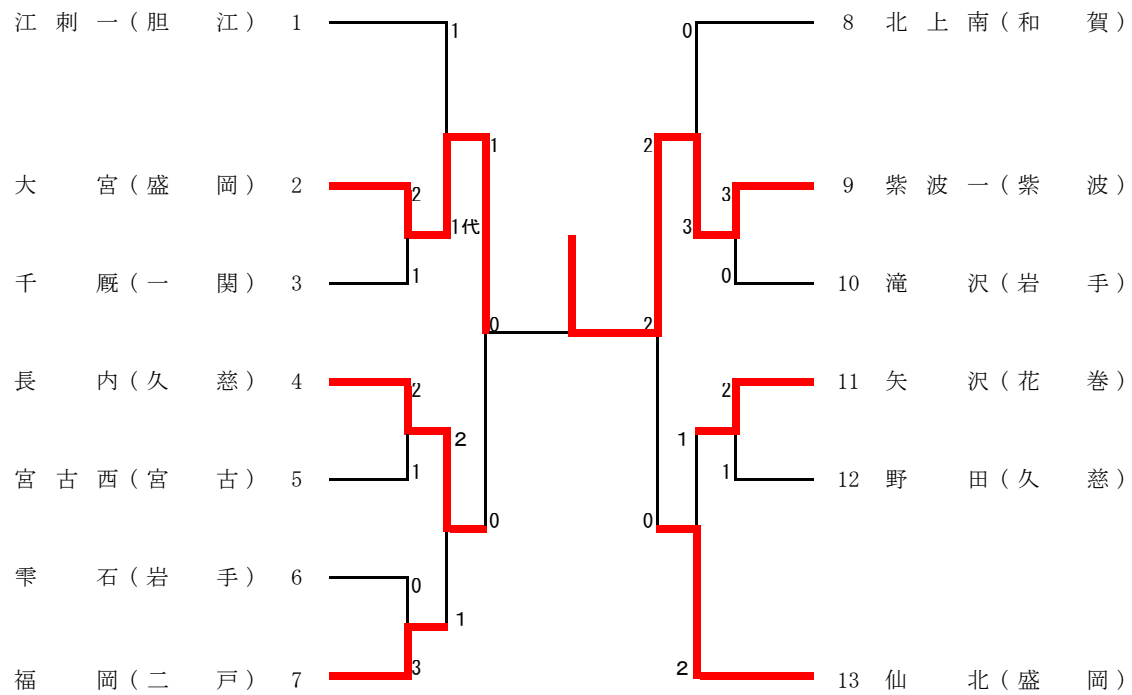 江刺一(胆江) 1
1
0
8 北上南(和賀)
1
2
大宮(盛岡) 2
2
3
9 紫波一(紫波)
1代
3
千厩(一関) 3
1
0
10 滝沢(岩手)
0
2
長内(久慈) 4
2
2
11 矢沢(花巻)
2
1
宮古西(宮古) 5
1
1
12 野田(久慈)
0
0
雫石(岩手) 6
0
1
福岡(二戸) 7
3
2
13 仙北(盛岡)